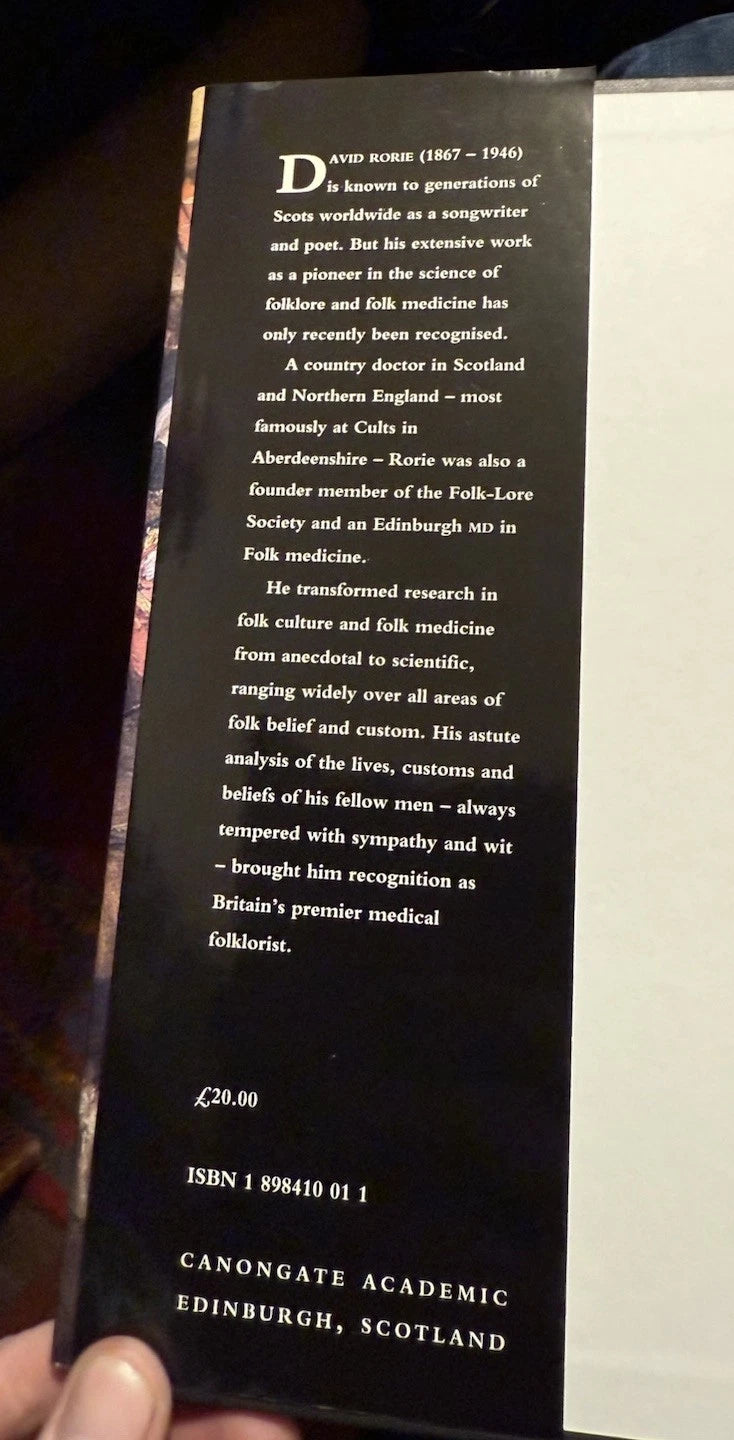 DAVID RORIE (1867 – 1946)
is known to generations of
Scots worldwide as a songwriter
and poet. But his extensive work
as a pioneer in the science of
folklore and folk medicine has
only recently been recognised.
A country doctor in Scotland
and Northern England – most
famously at Cults in
Aberdeenshire – Rorie was also a
founder member of the Folk-Lore
Society and an Edinburgh MD in
Folk medicine.
He transformed research in
folk culture and folk medicine
from anecdotal to scientific,
ranging widely over all areas of
folk belief and custom. His astute
analysis of the lives, customs and
beliefs of his fellow men – always
tempered with sympathy and wit
– brought him recognition as
Britain's premier medical
folklorist.
£20.00
ISBN 1 898410 01 1
CANONGATE ACADEMIC
EDINBURGH, SCOTLAND